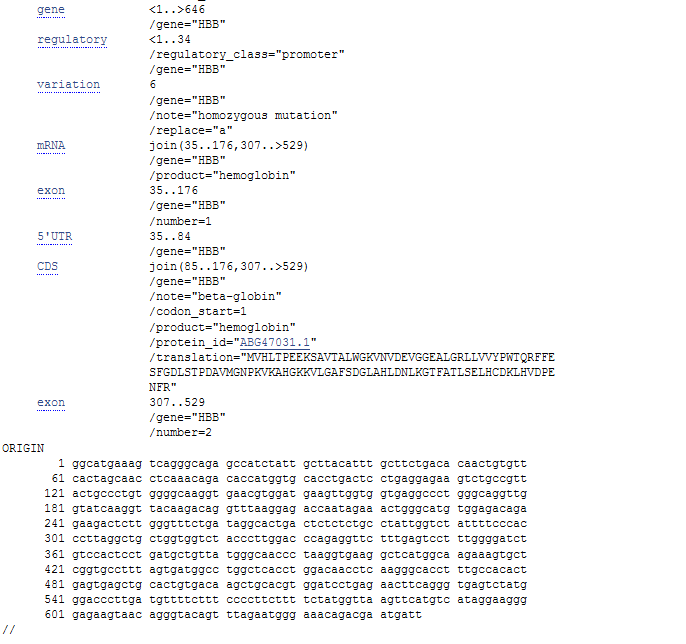 gene <1..>646
/gene="HBB"
regulatory <1..34
/regulatory_class="promoter"
/gene="HBB"
variation 6
/gene="HBB"
/note="homozygous mutation"
/replace="a"
mRNA join(35..176,307..>529)
/gene="HBB"
/product="hemoglobin"
exon 35..176
/gene="HBB"
/number=1
5'UTR 35..84
/gene="HBB"
CDS join(85..176,307..>529)
/gene="HBB"
/note="beta-globin"
/codon_start=1
/product="hemoglobin"
/protein_id="ABG47031.1"
/translation="MVHLTPEEKSAVTALWGKVNVDEVGGEALGRLLVVYPWTQRFFE
SFGDLSTPDAVMGNPKVKAHGKKVLGAFSDGLAHLDNLKGTFATLSELHCDKLHVDPE
NFR"
exon 307..529
/gene="HBB"
/number=2
ORIGIN
1 ggcatgaaag tcagggcaga gccatctatt gcttacattt gcttctgaca caactgtgtt
61 cactagcaac ctcaaacaga caccatggtg cacctgactc ctgaggagaa gtctgccgtt
121 actgccctgt ggggcaaggt gaacgtggat gaagttggtg gtgaggccct gggcaggttg
181 gtatcaaggt tacaagacag gtttaaggag accaatagaa actgggcatg tggagacaga
241 gaagactctt gggtttctga taggcactga ctctctctgc ctattggtct attttcccac
301 ccttaggctg ctggtggtct acccttggac ccagaggttc tttgagtcct ttggggatct
361 gtccactcct gatgctgtta tgggcaaccc taaggtgaag gctcatggca agaaagtgct
421 cggtgccttt agtgatggcc tggctcacct ggacaacctc aagggcacct ttgccacact
481 gagtgagctg cactgtgaca agctgcacgt ggatcctgag aacttcaggg tgagtctatg
541 ggacccttga tgttttcttt ccccttcttt tctatggtta agttcatgtc ataggaaggg
601 gagaagtaac agggtacagt ttagaatggg aaacagacga atgatt
//